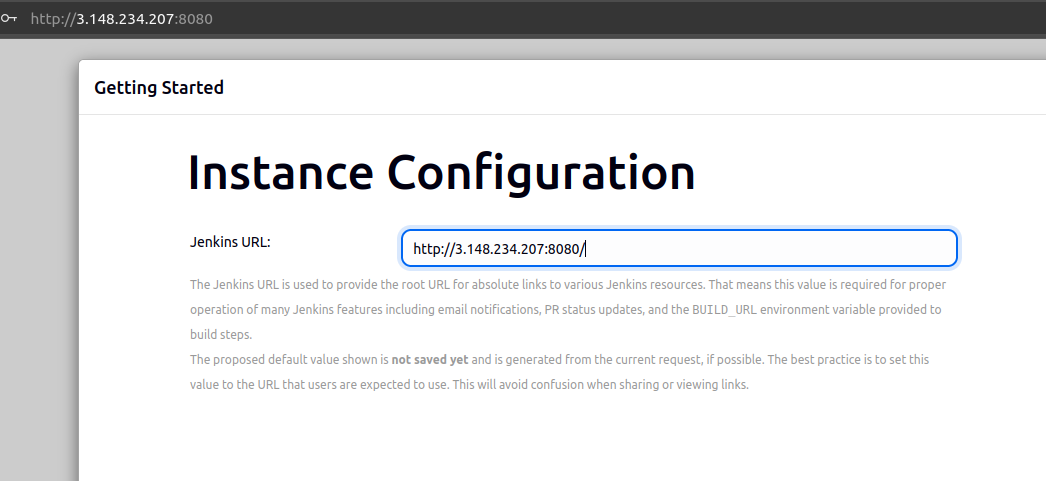 http://3.148.234.207:8080
Getting Started
Instance Configuration
Jenkins URL:
http://3.148.234.207:8080/
The Jenkins URL is used to provide the root URL for absolute links to various Jenkins resources. That means this value is required for proper
operation of many Jenkins features including email notifications, PR status updates, and the BUILD_URL environment variable provided to
build steps.
The proposed default value shown is not saved yet and is generated from the current request, if possible. The best practice is to set this
value to the URL that users are expected to use. This will avoid confusion when sharing or viewing links.